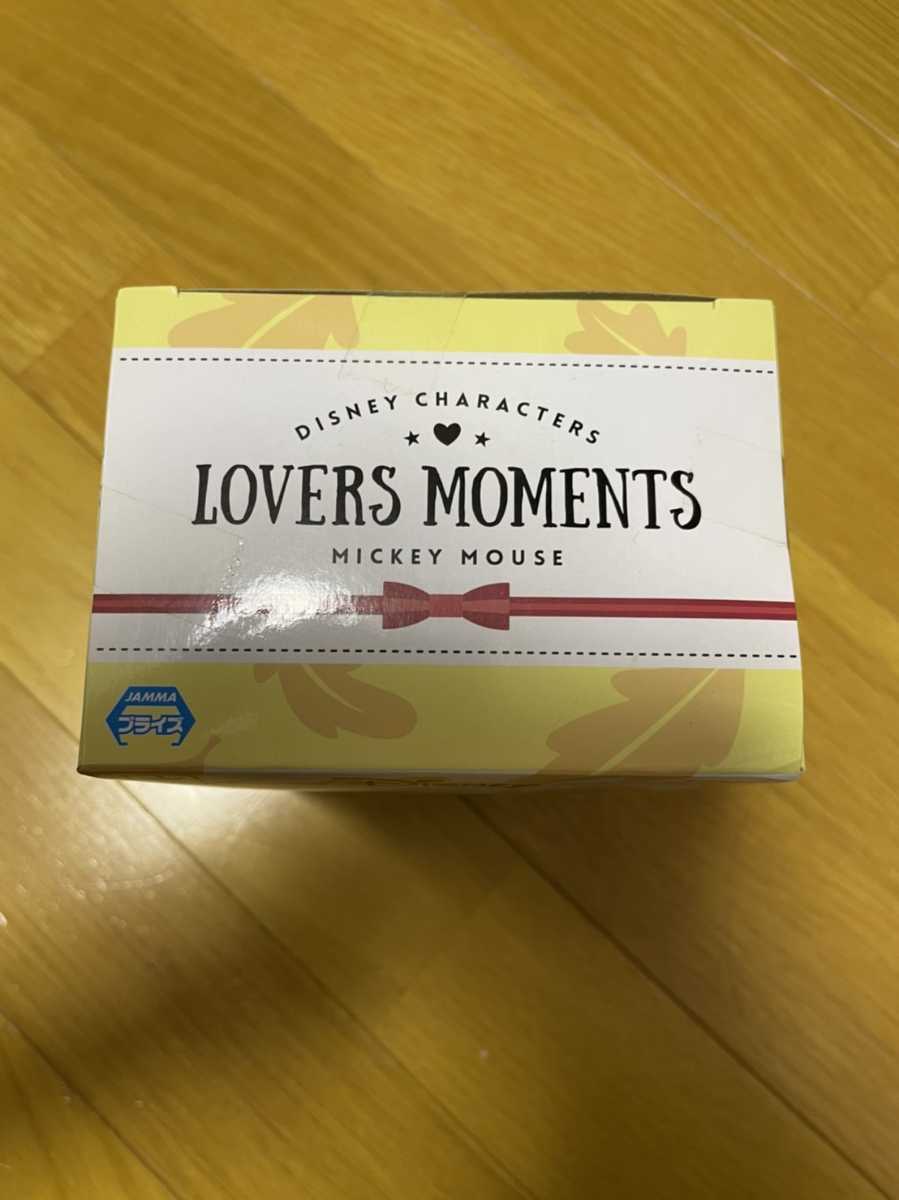 DISNEY CHARACTERS
LOVERS MOMENTS
MICKEY MOUSE
JAMMA
プライズ